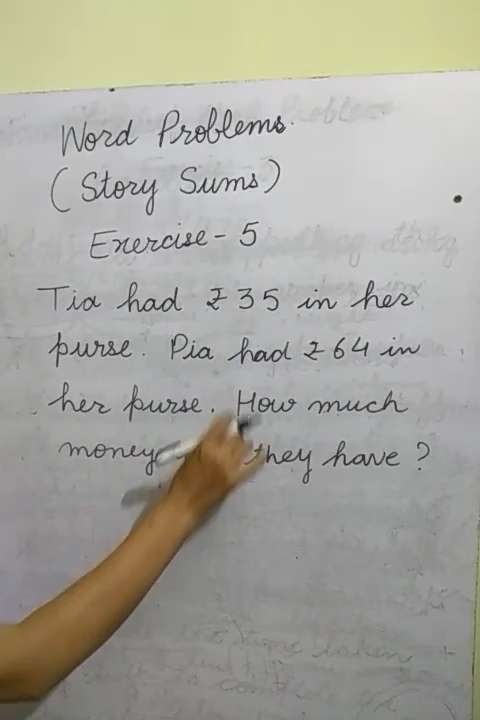 Word Problems.
(Story Sums)
Exercise - 5
Tia had ₹35 in her
purse. Pia had ₹64 in
her purse. How much
money they have ?